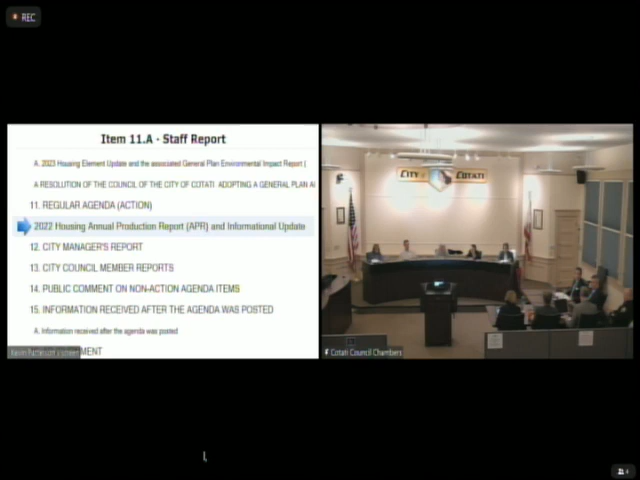 REC
Item 11.A - Staff Report
A. 2023 Housing Element Update and the associated General Plan Environmental Impact Report (
A RESOLUTION OF THE COUNCIL OF THE CITY OF COTATI ADOPTING A GENERAL PLAN A
11. REGULAR AGENDA (ACTION)
2022 Housing Annual Production Report (APR) and Informational Update
12. CITY MANAGER'S REPORT
13. CITY COUNCIL MEMBER REPORTS
14. PUBLIC COMMENT ON NON-ACTION AGENDA ITEMS
15. INFORMATION RECEIVED AFTER THE AGENDA WAS POSTED
A. Information received after the agenda was posted
MENT
CITY COTATI
Cotati Council Chambers
I,